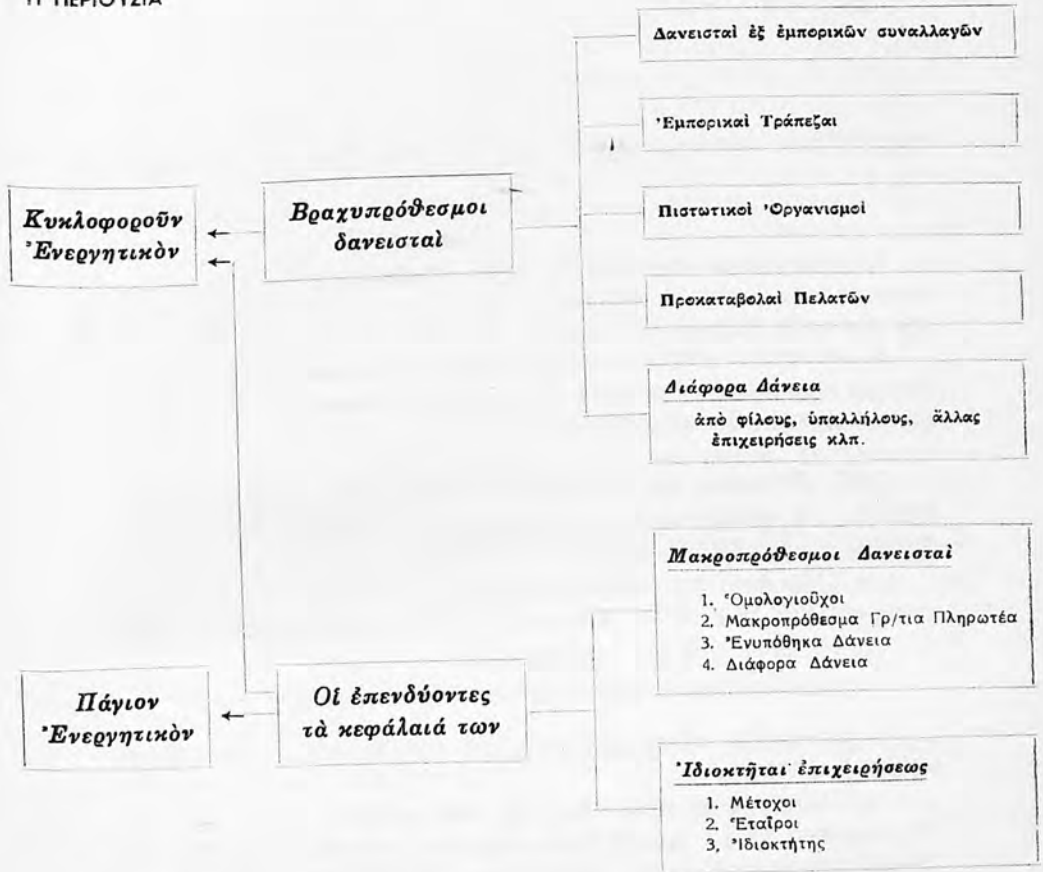 Η ΠΕΡΙΟΥΣΙΑ
Δανεισταὶ ἐξ ἐμπορικῶν συναλλαγῶν
Ἐμπορικαὶ Τράπεζαι
Κυκλοφοροῦν
Ἐνεργητικὸν
Βραχυπρόθεσμοι
δανεισταὶ
Πιστωτικοὶ Ὀργανισμοί
Προκαταβολαὶ Πελατῶν
Διάφορα Δάνεια
ἀπὸ φίλους, ὑπαλλήλους, ἄλλας
ἐπιχειρήσεις κλπ.
Μακροπρόθεσμοι Δανεισταὶ
1. Ὁμολογιοῦχοι
2. Μακροπρόθεσμα Γρ/τια Πληρωτέα
3. Ἐνυπόθηκα Δάνεια
4. Διάφορα Δάνεια
Πάγιον
Ἐνεργητικὸν
Οἱ ἐπενδύοντες
τὰ κεφάλαιά των
Ἰδιοκτῆται ἐπιχειρήσεως
1. Μέτοχοι
2. Ἑταῖροι
3. Ἰδιοκτήτης